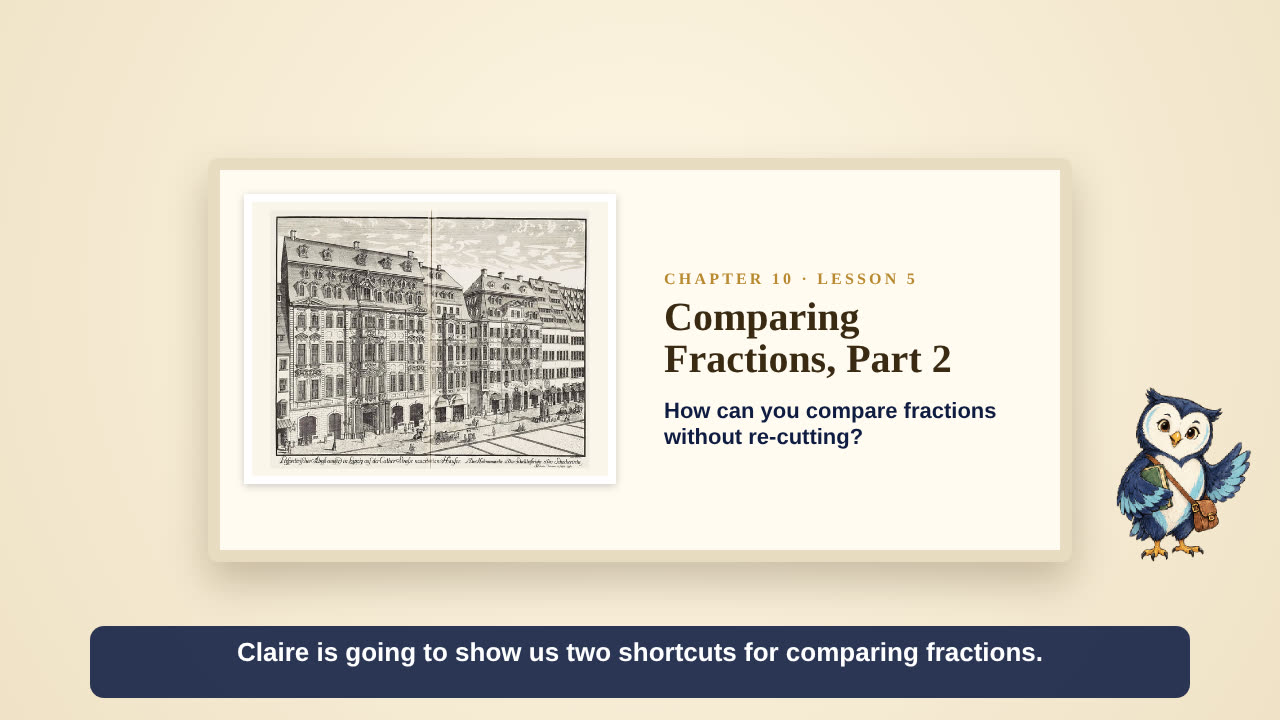 CHAPTER 10 · LESSON 5
Comparing
Fractions, Part 2
How can you compare fractions
without re-cutting?
Claire is going to show us two shortcuts for comparing fractions.